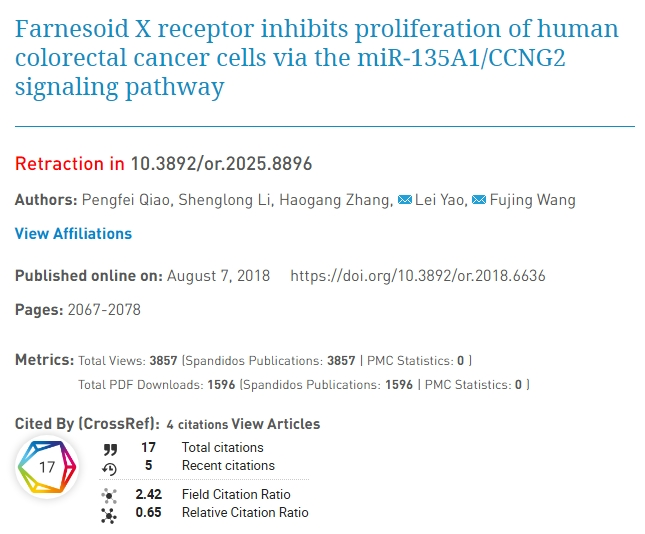 Farnesoid X receptor inhibits proliferation of human
colorectal cancer cells via the miR-135A1/CCNG2
signaling pathway
Retraction in 10.3892/or.2025.8896
Authors: Pengfei Qiao, Shenglong Li, Haogang Zhang, Lei Yao, Fujing Wang
View Affiliations
Published online on: August 7, 2018 https://doi.org/10.3892/or.2018.6636
Pages: 2067-2078
Metrics: Total Views: 3857 (Spandidos Publications: 3857 | PMC Statistics: 0 )
Total PDF Downloads: 1596 (Spandidos Publications: 1596 | PMC Statistics: 0 )
Cited By (CrossRef): 4 citations View Articles
17
17 Total citations
5 Recent citations
2.42 Field Citation Ratio
0.65 Relative Citation Ratio